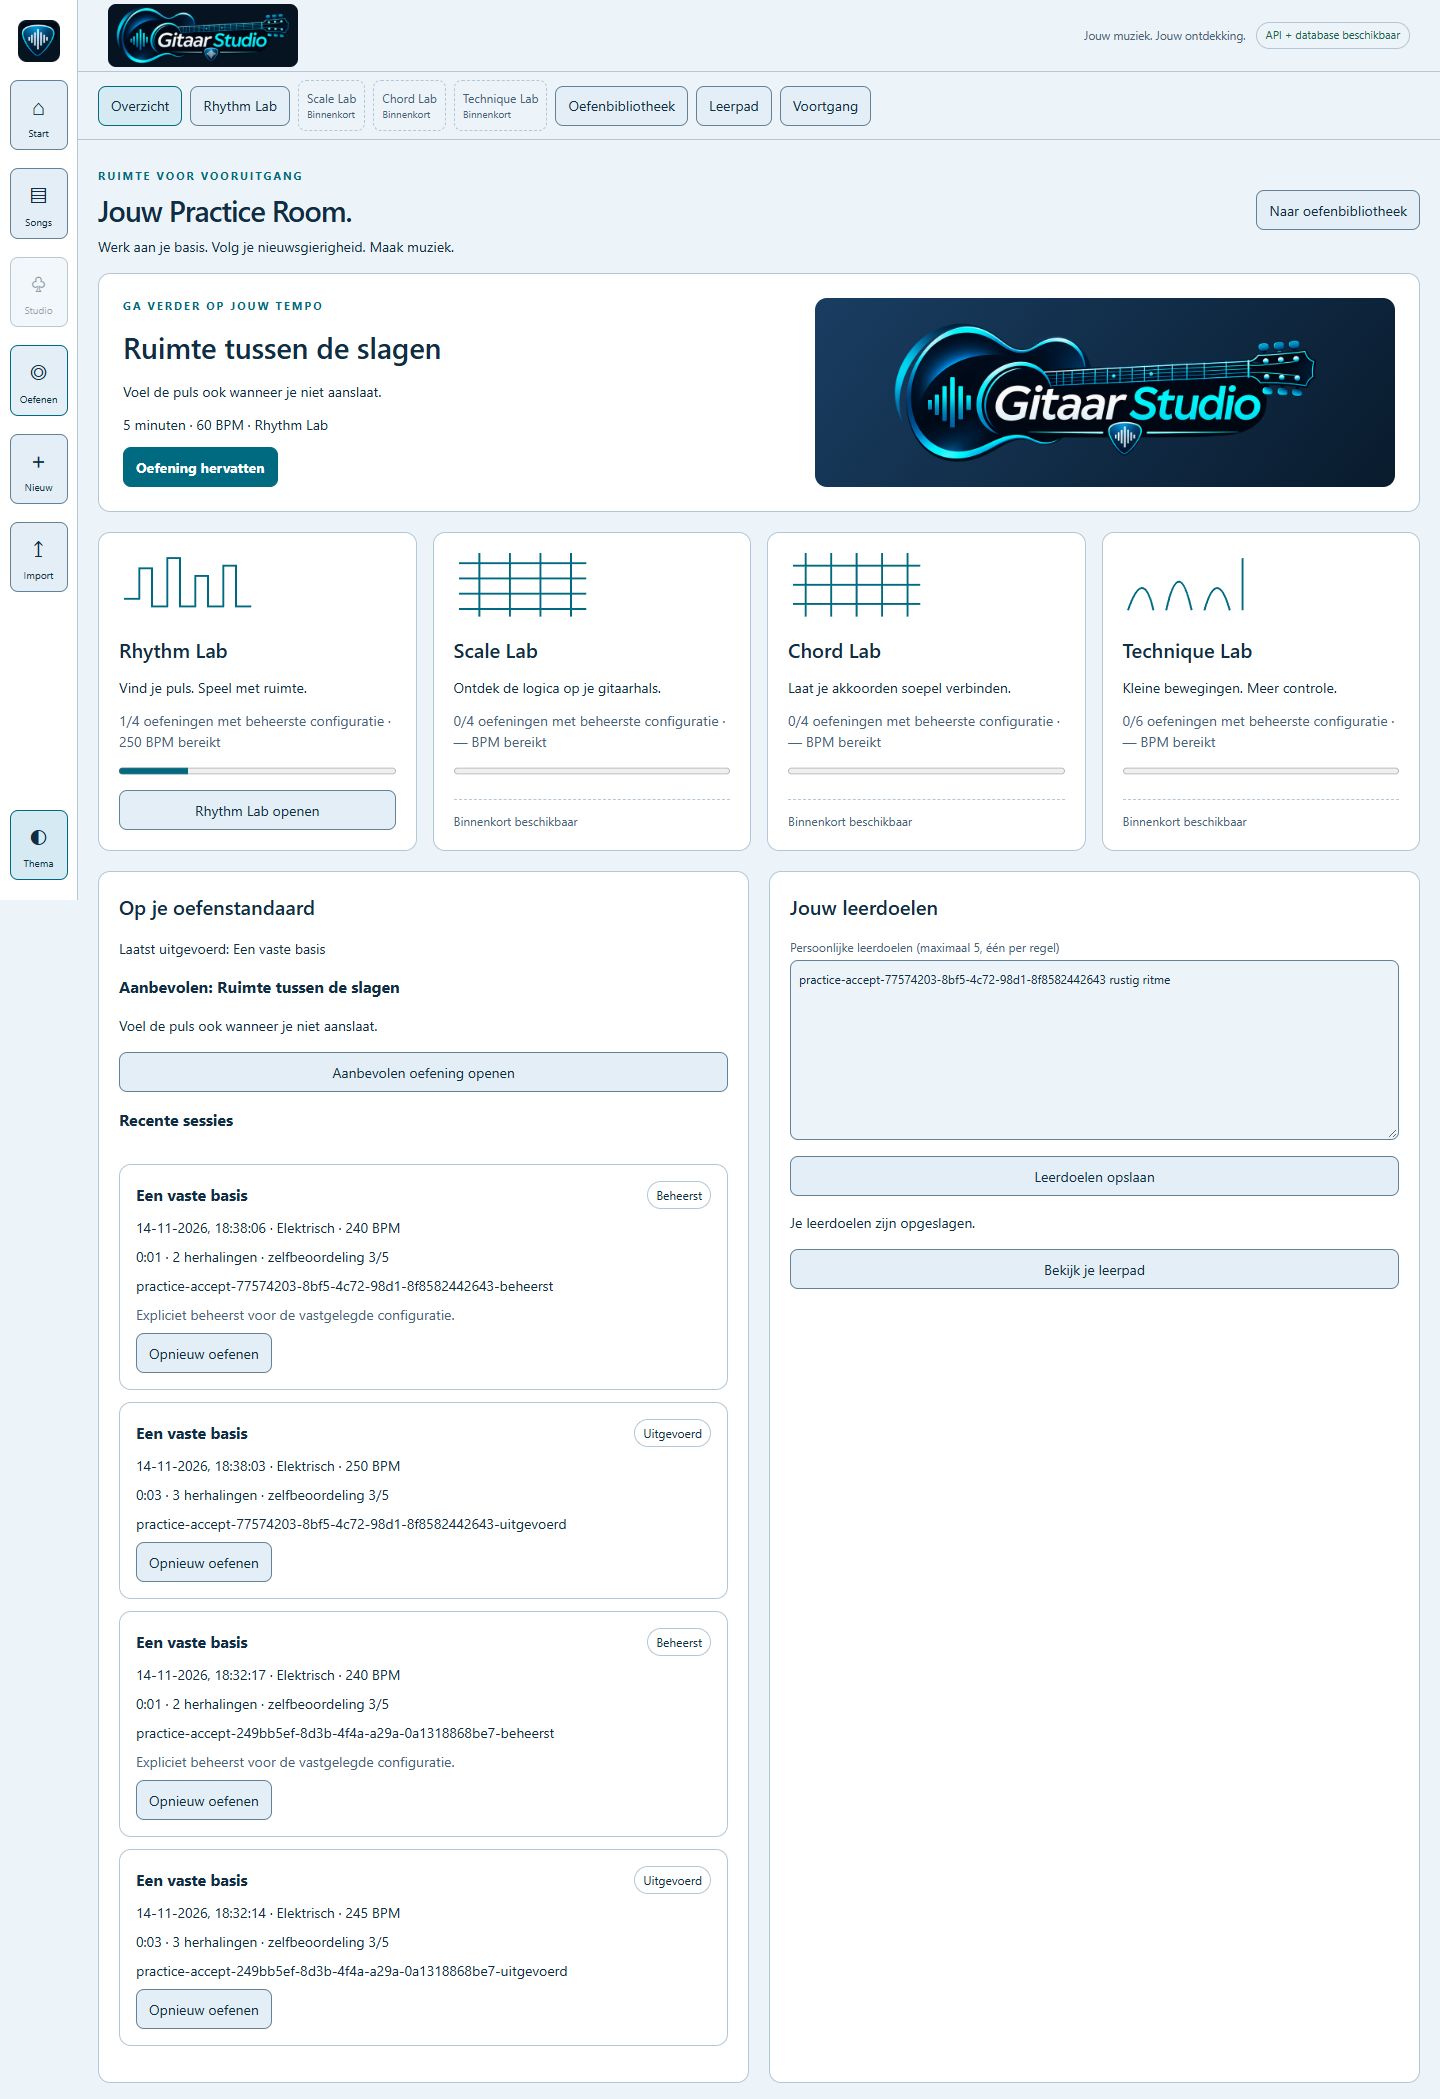 Gitaar Studio
Jouw muziek. Jouw ontdekking.
API + database beschikbaar
Start
Songs
Studio
Oefenen
Nieuw
Import
Thema
Overzicht
Rhythm Lab
Scale Lab
Binnenkort
Chord Lab
Binnenkort
Technique Lab
Binnenkort
Oefenbibliotheek
Leerpad
Voortgang
RUIMTE VOOR VOORUITGANG
Jouw Practice Room.
Werk aan je basis. Volg je nieuwsgierigheid. Maak muziek.
Naar oefenbibliotheek
GA VERDER OP JOUW TEMPO
Ruimte tussen de slagen
Voel de puls ook wanneer je niet aanslaat.
5 minuten · 60 BPM · Rhythm Lab
Oefening hervatten
Gitaar Studio
Rhythm Lab
Vind je puls. Speel met ruimte.
1/4 oefeningen met beheerste configuratie ·
250 BPM bereikt
Rhythm Lab openen
Scale Lab
Ontdek de logica op je gitaarhals.
0/4 oefeningen met beheerste configuratie ·
— BPM bereikt
Binnenkort beschikbaar
Chord Lab
Laat je akkoorden soepel verbinden.
0/4 oefeningen met beheerste configuratie ·
— BPM bereikt
Binnenkort beschikbaar
Technique Lab
Kleine bewegingen. Meer controle.
0/6 oefeningen met beheerste configuratie ·
— BPM bereikt
Binnenkort beschikbaar
Op je oefenstandaard
Laatst uitgevoerd: Een vaste basis
Aanbevolen: Ruimte tussen de slagen
Voel de puls ook wanneer je niet aanslaat.
Aanbevolen oefening openen
Recente sessies
Een vaste basis
Beheerst
14-11-2026, 18:38:06 · Elektrisch · 240 BPM
0:01 · 2 herhalingen · zelfbeoordeling 3/5
practice-accept-77574203-8bf5-4c72-98d1-8f8582442643-beheerst
Expliciet beheerst voor de vastgelegde configuratie.
Opnieuw oefenen
Een vaste basis
Uitgevoerd
14-11-2026, 18:38:03 · Elektrisch · 250 BPM
0:03 · 3 herhalingen · zelfbeoordeling 3/5
practice-accept-77574203-8bf5-4c72-98d1-8f8582442643-uitgevoerd
Opnieuw oefenen
Een vaste basis
Beheerst
14-11-2026, 18:32:17 · Elektrisch · 240 BPM
0:01 · 2 herhalingen · zelfbeoordeling 3/5
practice-accept-249bb5ef-8d3b-4f4a-a29a-0a1318868be7-beheerst
Expliciet beheerst voor de vastgelegde configuratie.
Opnieuw oefenen
Een vaste basis
Uitgevoerd
14-11-2026, 18:32:14 · Elektrisch · 245 BPM
0:03 · 3 herhalingen · zelfbeoordeling 3/5
practice-accept-249bb5ef-8d3b-4f4a-a29a-0a1318868be7-uitgevoerd
Opnieuw oefenen
Jouw leerdoelen
Persoonlijke leerdoelen (maximaal 5, één per regel)
practice-accept-77574203-8bf5-4c72-98d1-8f8582442643 rustig ritme
Leerdoelen opslaan
Je leerdoelen zijn opgeslagen.
Bekijk je leerpad